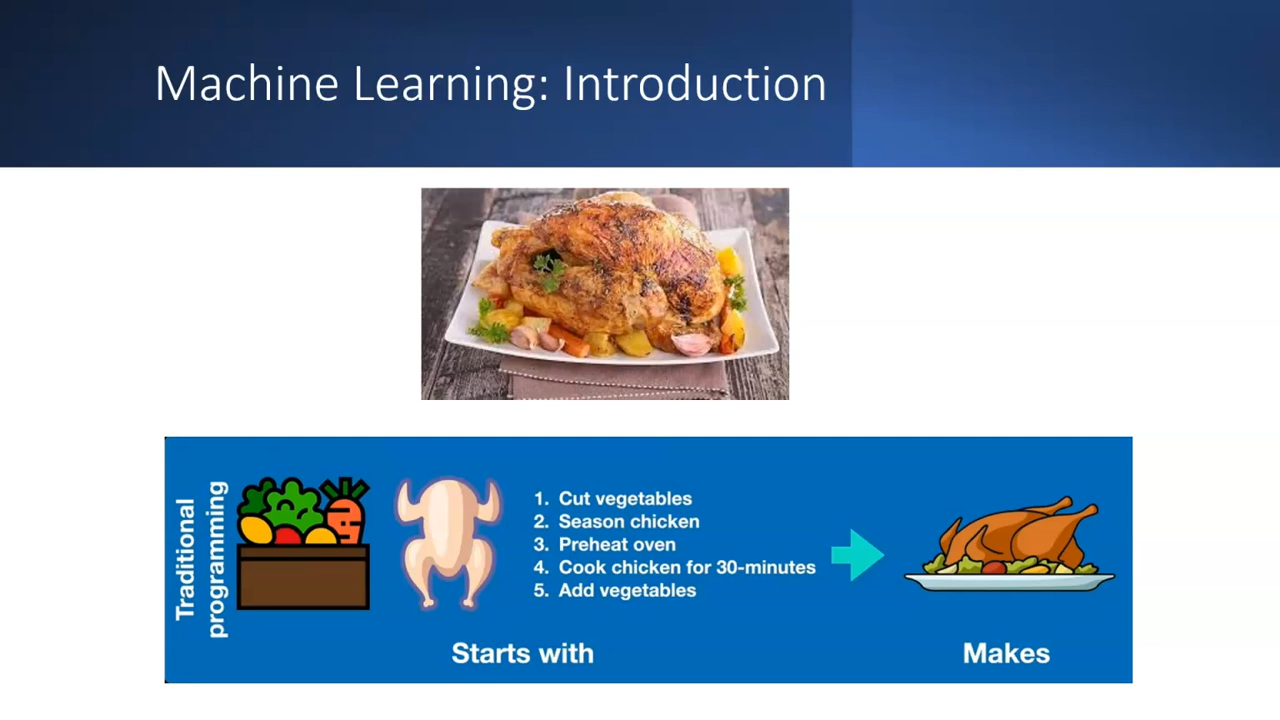 Machine Learning: Introduction
Traditional
programming
1. Cut vegetables
2. Season chicken
3. Preheat oven
4. Cook chicken for 30-minutes
5. Add vegetables
Starts with
Makes